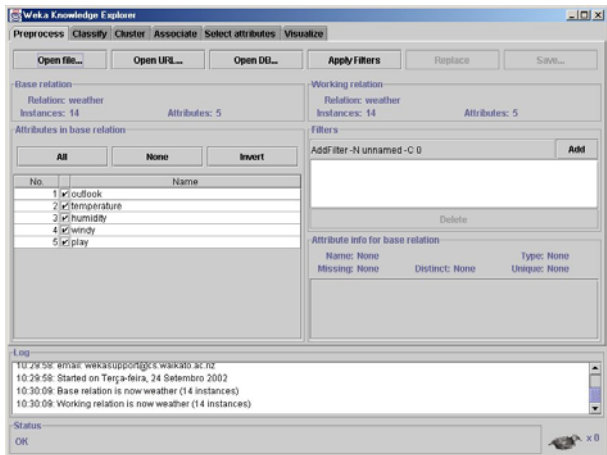 Weka Knowledge Explorer
Preprocess Classify Cluster Associate Select attributes Visualize
Open file... Open URL... Open DB... Apply Filters Replace Save...
Base relation
Relation: weather
Instances: 14 Attributes: 5
Working relation
Relation: weather
Instances: 14 Attributes: 5
Attributes in base relation
All None Invert
No. Name
1 outlook
2 temperature
3 humidity
4 windy
5 play
Filters
AddFilter -N unnamed -C 0 Add
Delete
Attribute info for base relation
Name: None Type: None
Missing: None Distinct: None Unique: None
Log
10:29:58: email: wekasupport@cs.waikato.ac.nz
10:29:58: Started on Terça-feira, 24 Setembro 2002
10:30:09: Base relation is now weather (14 instances)
10:30:09: Working relation is now weather (14 instances)
Status
OK
x 0